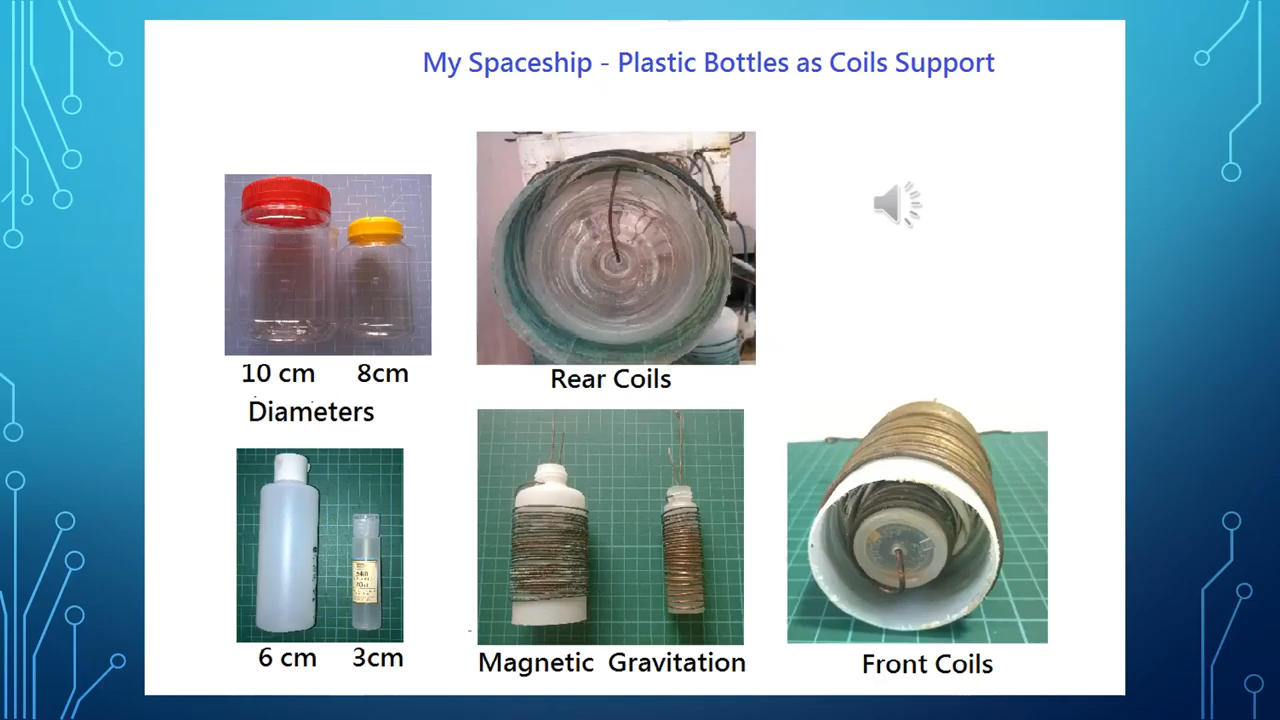 My Spaceship - Plastic Bottles as Coils Support
10 cm 8cm
Diameters
Rear Coils
6 cm 3cm
Magnetic Gravitation
Front Coils